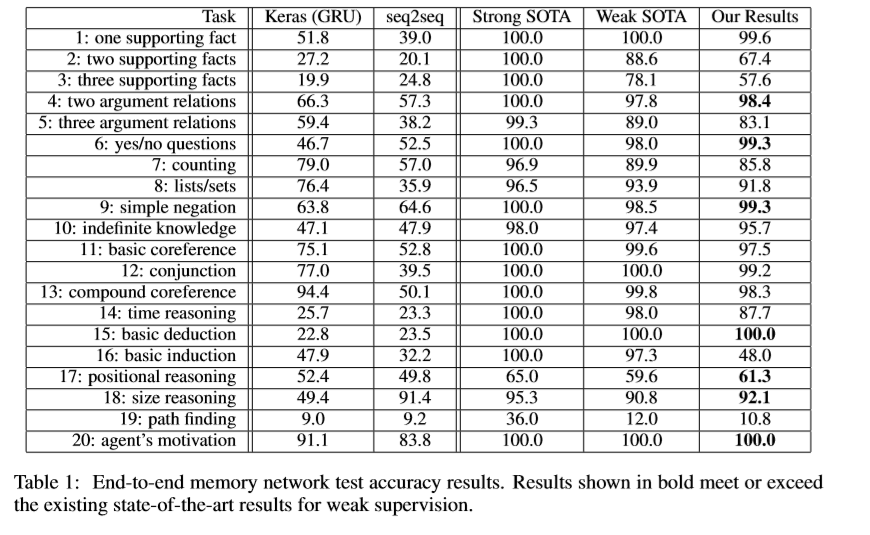 Task Keras (GRU) seq2seq Strong SOTA Weak SOTA Our Results
1: one supporting fact 51.8 39.0 100.0 100.0 99.6
2: two supporting facts 27.2 20.1 100.0 88.6 67.4
3: three supporting facts 19.9 24.8 100.0 78.1 57.6
4: two argument relations 66.3 57.3 100.0 97.8 98.4
5: three argument relations 59.4 38.2 99.3 89.0 83.1
6: yes/no questions 46.7 52.5 100.0 98.0 99.3
7: counting 79.0 57.0 96.9 89.9 85.8
8: lists/sets 76.4 35.9 96.5 93.9 91.8
9: simple negation 63.8 64.6 100.0 98.5 99.3
10: indefinite knowledge 47.1 47.9 98.0 97.4 95.7
11: basic coreference 75.1 52.8 100.0 99.6 97.5
12: conjunction 77.0 39.5 100.0 100.0 99.2
13: compound coreference 94.4 50.1 100.0 99.8 98.3
14: time reasoning 25.7 23.3 100.0 98.0 87.7
15: basic deduction 22.8 23.5 100.0 100.0 100.0
16: basic induction 47.9 32.2 100.0 97.3 48.0
17: positional reasoning 52.4 49.8 65.0 59.6 61.3
18: size reasoning 49.4 91.4 95.3 90.8 92.1
19: path finding 9.0 9.2 36.0 12.0 10.8
20: agent's motivation 91.1 83.8 100.0 100.0 100.0
Table 1: End-to-end memory network test accuracy results. Results shown in bold meet or exceed
the existing state-of-the-art results for weak supervision.